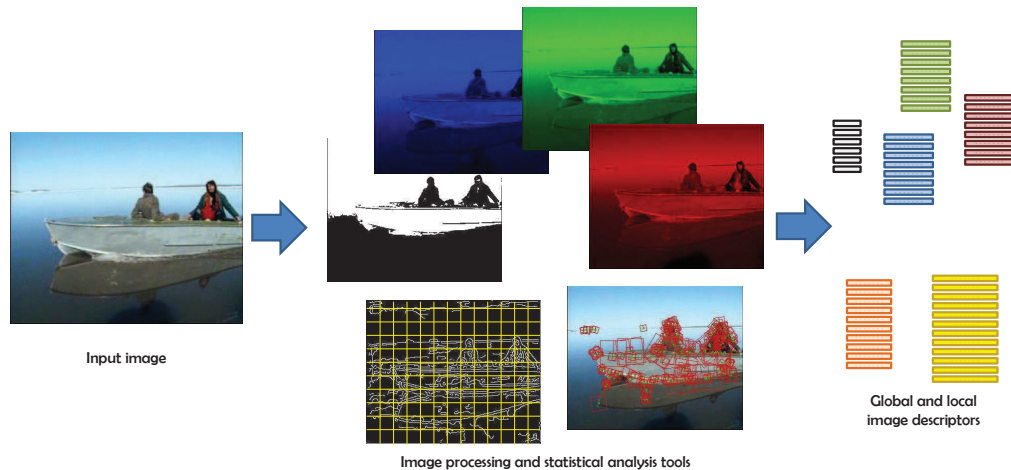 Input image
Image processing and statistical analysis tools
Global and local
image descriptors